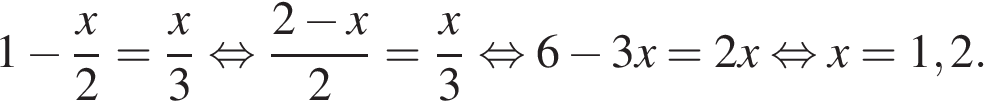 1 − x/2 = x/3 ⇔ (2 − x)/2 = x/3 ⇔ 6 − 3x = 2x ⇔ x = 1,2.